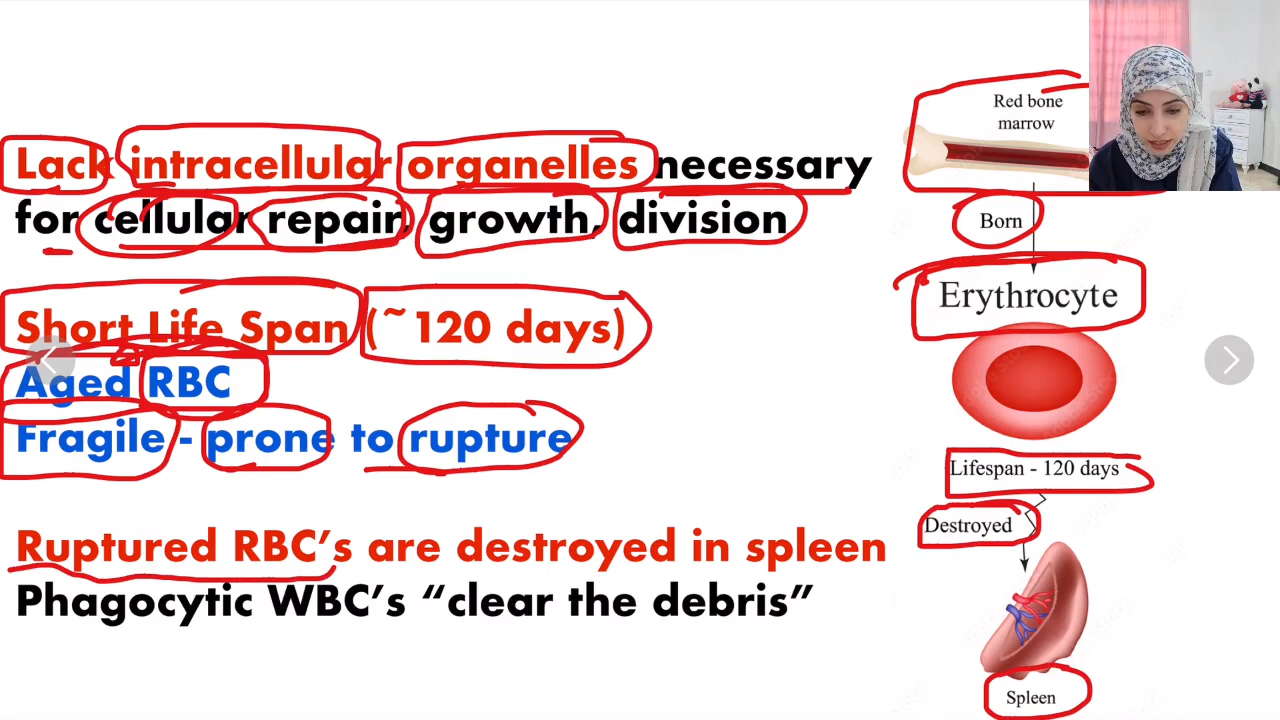 Lack intracellular organelles necessary
for cellular repair, growth, division
Short Life Span (~120 days)
Aged RBC
Fragile - prone to rupture
Ruptured RBC’s are destroyed in spleen
Phagocytic WBC’s “clear the debris”
Red bone
marrow
Born
Erythrocyte
Lifespan - 120 days
Destroyed
Spleen